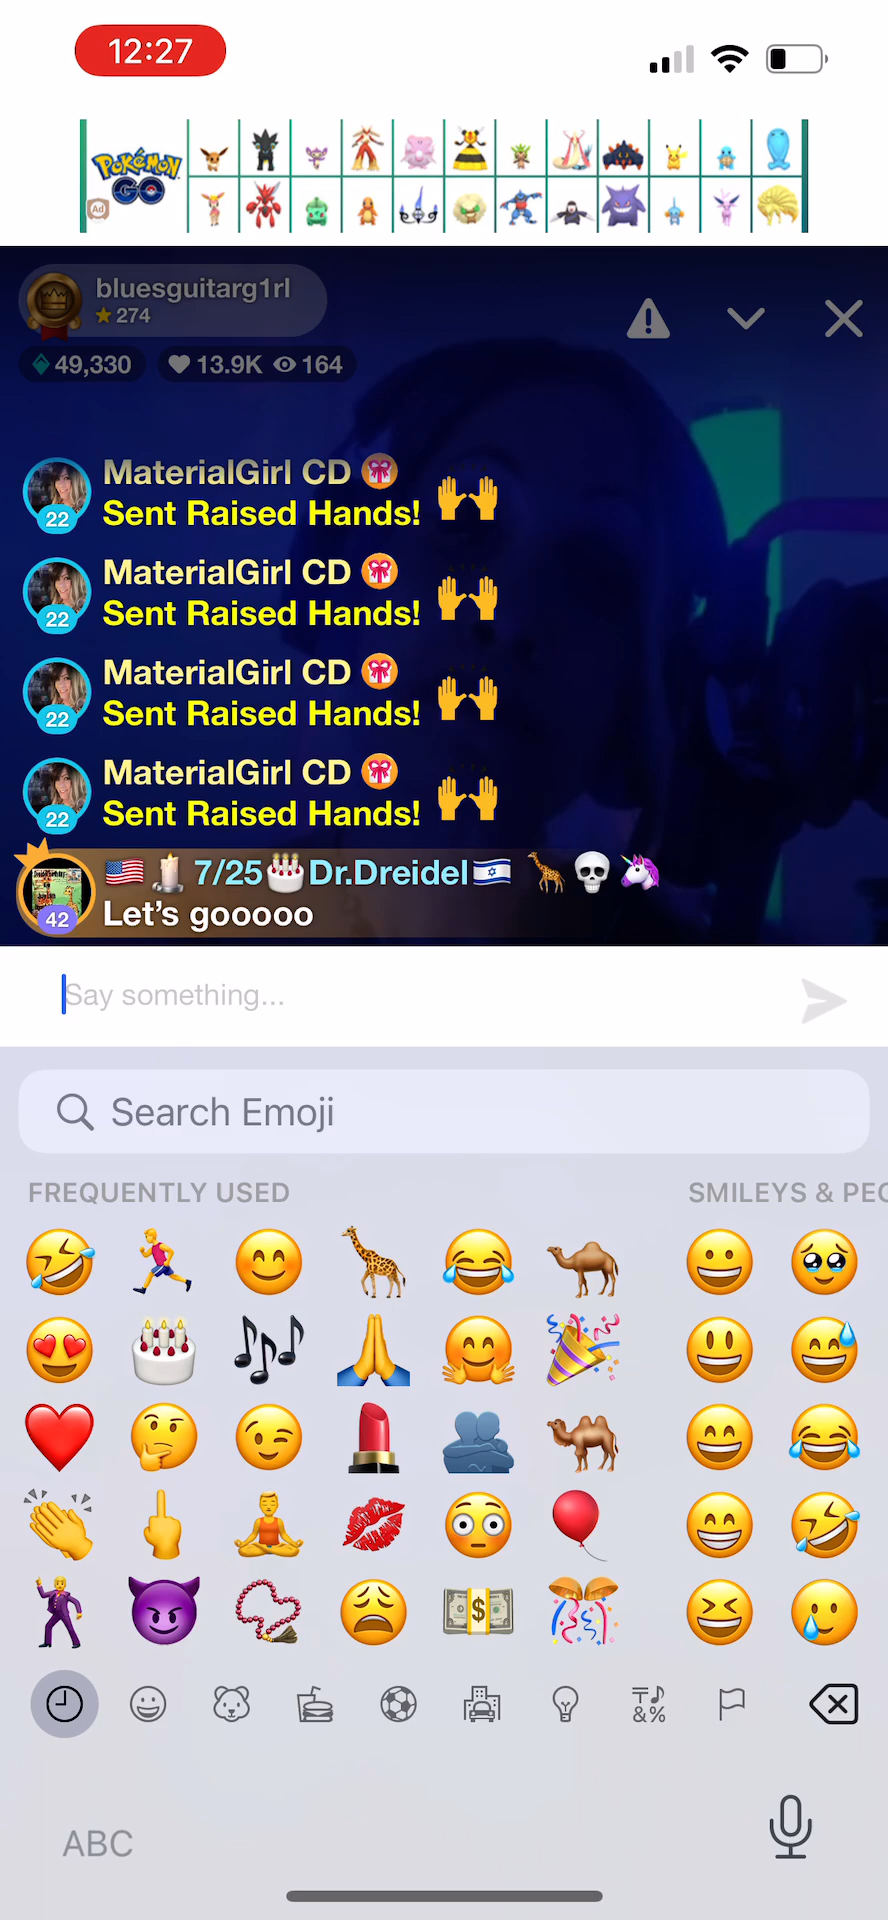 12:27
POKÉMON
GO
Ad
bluesguitarg1rl
274
49,330 13.9K 164
MaterialGirl CD
Sent Raised Hands!
22
MaterialGirl CD
Sent Raised Hands!
22
MaterialGirl CD
Sent Raised Hands!
22
MaterialGirl CD
Sent Raised Hands!
22
🇺🇸🕯️7/25🎂Dr.Dreidel🇮🇱 🦒💀🦄
Let's gooooo
42
Say something...
Search Emoji
FREQUENTLY USED
SMILEYS & PEO
ABC